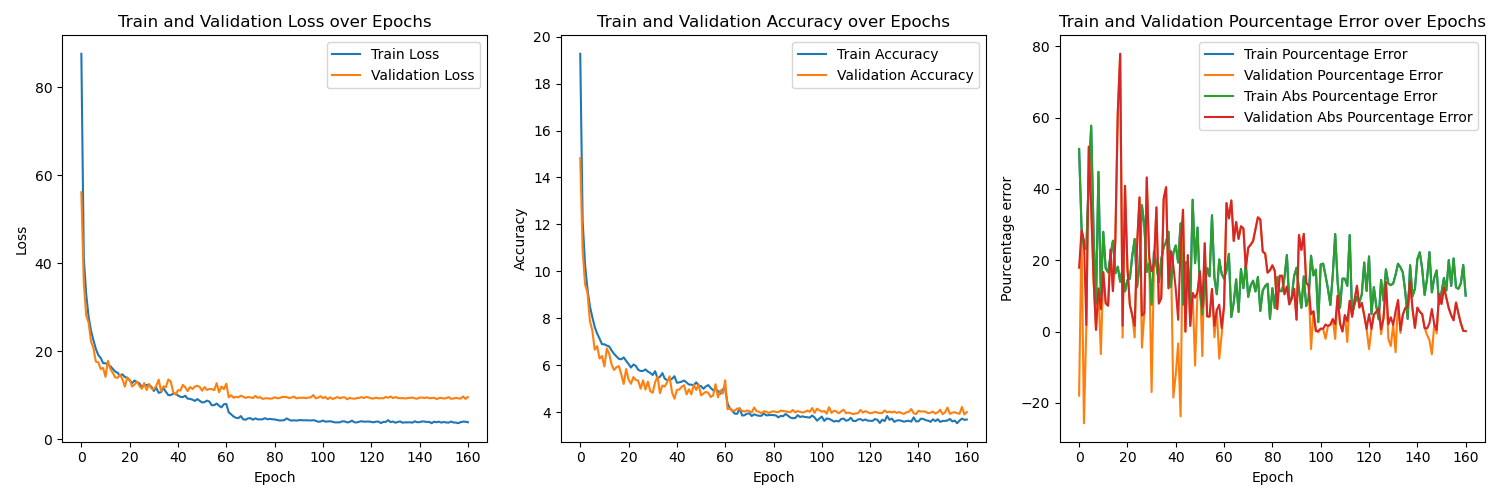 Train and Validation Loss over Epochs
Train Loss
Validation Loss
80
60
40
20
0
Loss
0 20 40 60 80 100 120 140 160
Epoch
Train and Validation Accuracy over Epochs
Train Accuracy
Validation Accuracy
20
18
16
14
12
10
8
6
4
Accuracy
0 20 40 60 80 100 120 140 160
Epoch
Train and Validation Pourcentage Error over Epochs
Train Pourcentage Error
Validation Pourcentage Error
Train Abs Pourcentage Error
Validation Abs Pourcentage Error
80
60
40
20
0
−20
Pourcentage error
0 20 40 60 80 100 120 140 160
Epoch